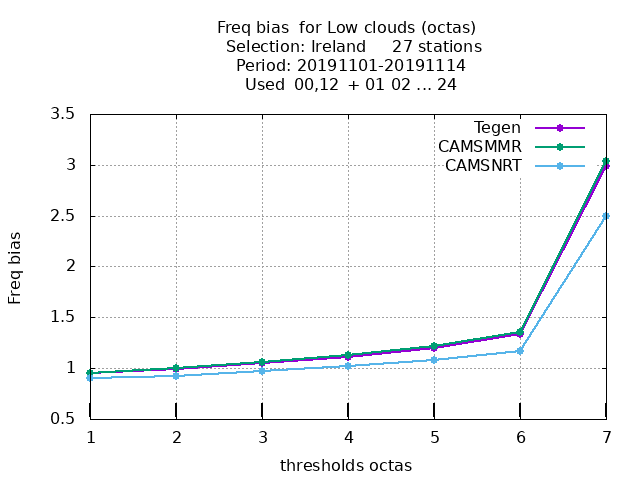 Freq bias  for Low clouds (octas)
Selection: Ireland     27 stations
Period: 20191101-20191114
Used  00,12  + 01 02 ... 24
Tegen
CAMSMMR
CAMSNRT
3.5
3
2.5
2
1.5
1
0.5
Freq bias
1 2 3 4 5 6 7
thresholds octas